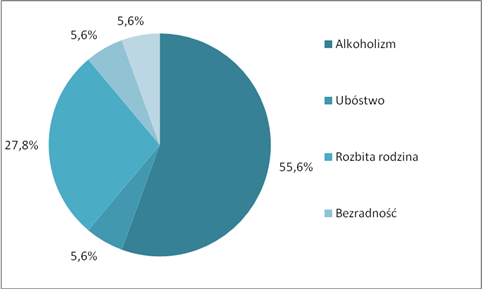 5,6%
5,6%
27,8%
55,6%
5,6%
Alkoholizm
Ubóstwo
Rozbita rodzina
Bezradność